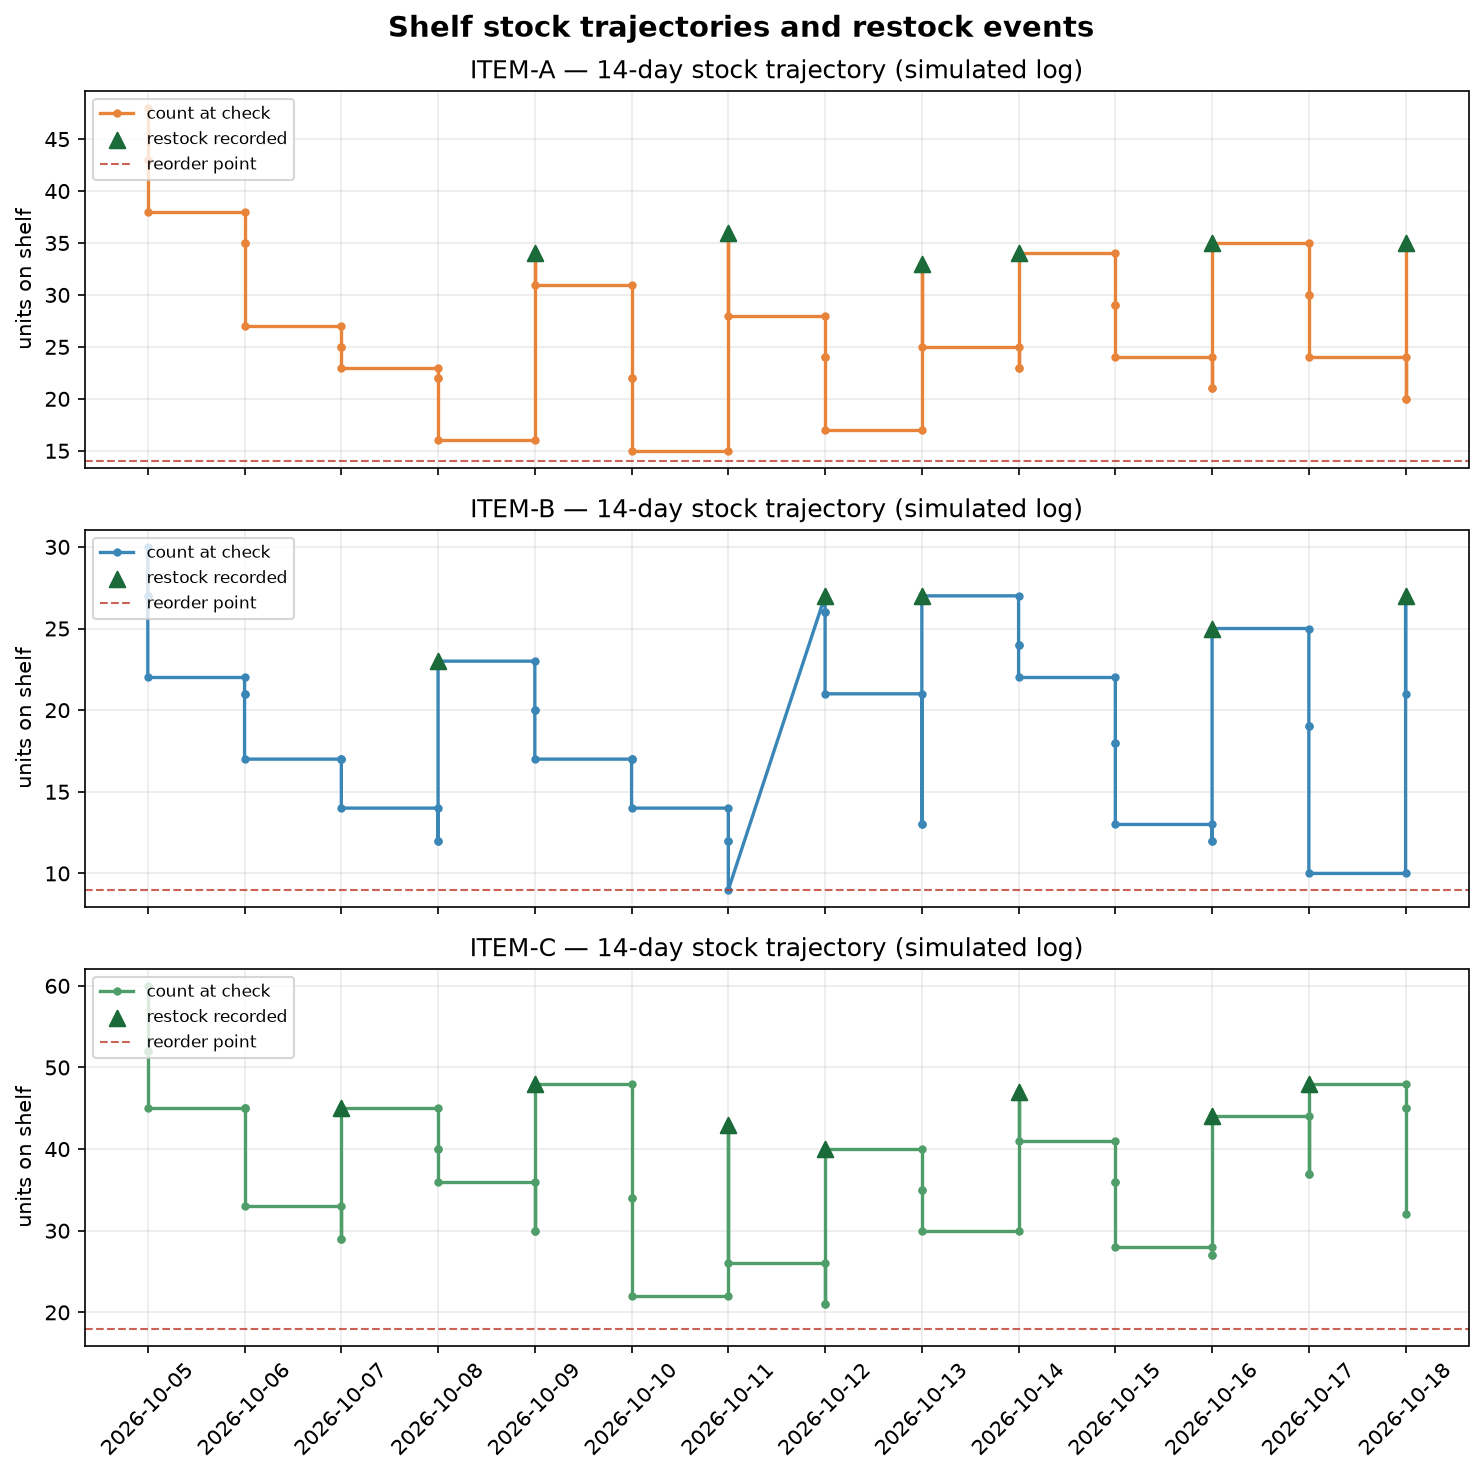 Shelf stock trajectories and restock events
ITEM-A — 14-day stock trajectory (simulated log)
count at check
restock recorded
reorder point
units on shelf
45
40
35
30
25
20
15
ITEM-B — 14-day stock trajectory (simulated log)
count at check
restock recorded
reorder point
units on shelf
30
25
20
15
10
ITEM-C — 14-day stock trajectory (simulated log)
count at check
restock recorded
reorder point
units on shelf
60
50
40
30
20
2026-10-05
2026-10-06
2026-10-07
2026-10-08
2026-10-09
2026-10-10
2026-10-11
2026-10-12
2026-10-13
2026-10-14
2026-10-15
2026-10-16
2026-10-17
2026-10-18